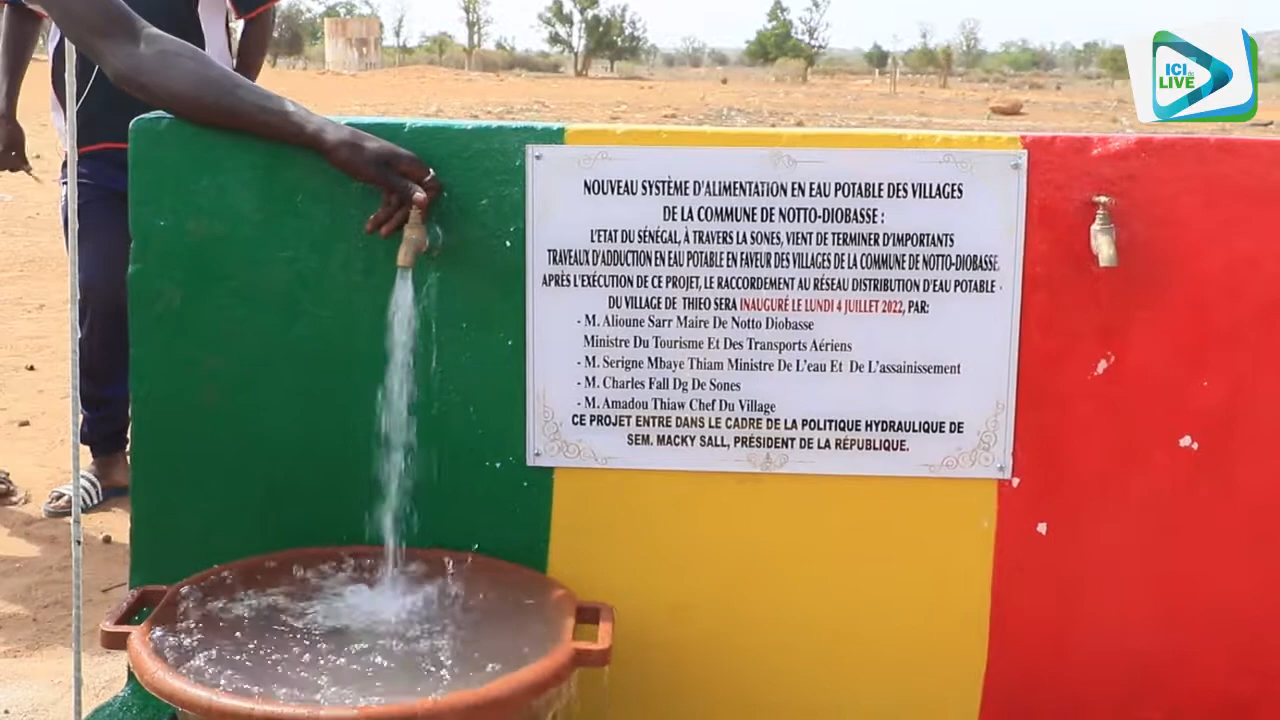 ICI
LIVE
NOUVEAU SYSTÈME D'ALIMENTATION EN EAU POTABLE DES VILLAGES
DE LA COMMUNE DE NOTTO-DIOBASSE :
L'ETAT DU SÉNÉGAL, À TRAVERS LA SONES, VIENT DE TERMINER D'IMPORTANTS
TRAVEAUX D'ADDUCTION EN EAU POTABLE EN FAVEUR DES VILLAGES DE LA COMMUNE DE NOTTO-DIOBASSE.
APRÈS L'EXÉCUTION DE CE PROJET, LE RACCORDEMENT AU RÉSEAU DISTRIBUTION D'EAU POTABLE
DU VILLAGE DE THIEO SERA INAUGURÉ LE LUNDI 4 JUILLET 2022, PAR:
- M. Alioune Sarr Maire De Notto Diobasse
Ministre Du Tourisme Et Des Transports Aériens
- M. Serigne Mbaye Thiam Ministre De L'eau Et De L'assainissement
- M. Charles Fall Dg De Sones
- M. Amadou Thiaw Chef Du Village
CE PROJET ENTRE DANS LE CADRE DE LA POLITIQUE HYDRAULIQUE DE
SEM. MACKY SALL, PRÉSIDENT DE LA RÉPUBLIQUE.